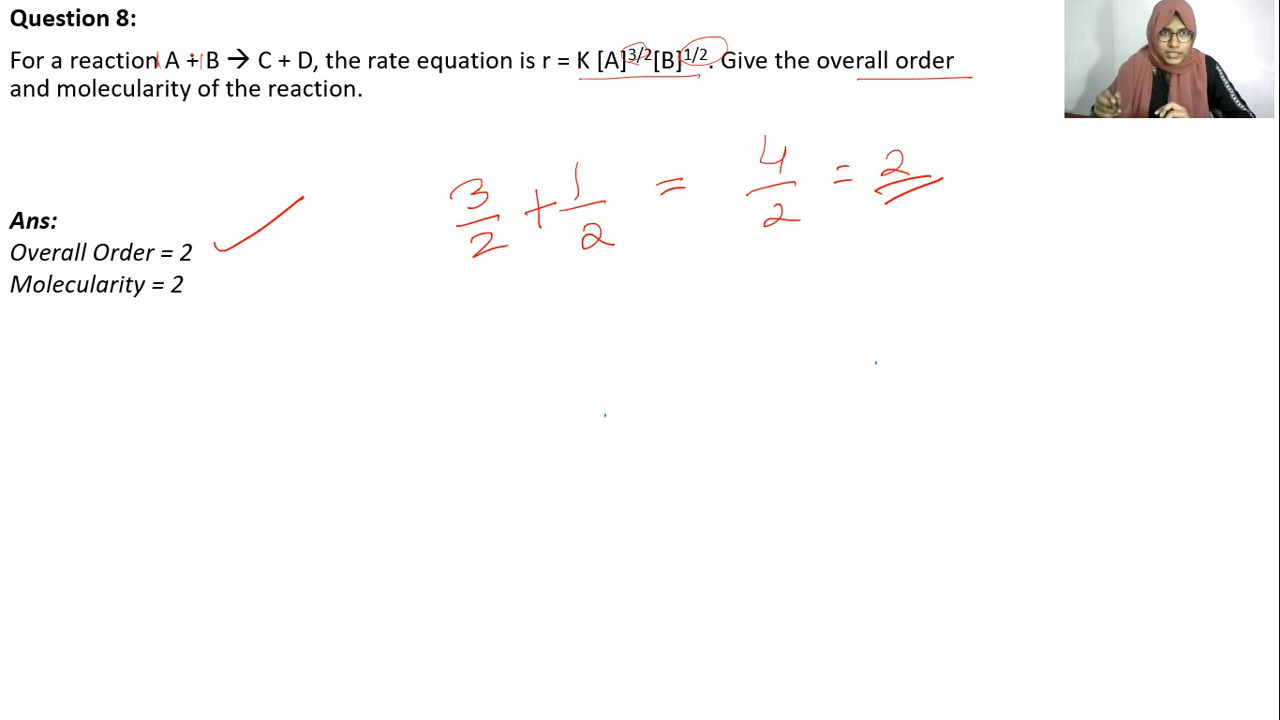 Question 8:
For a reaction A + B → C + D, the rate equation is r = K [A]^3/2 [B]^1/2. Give the overall order
and molecularity of the reaction.
3/2 + 1/2 = 4/2 = 2
Ans:
Overall Order = 2
Molecularity = 2